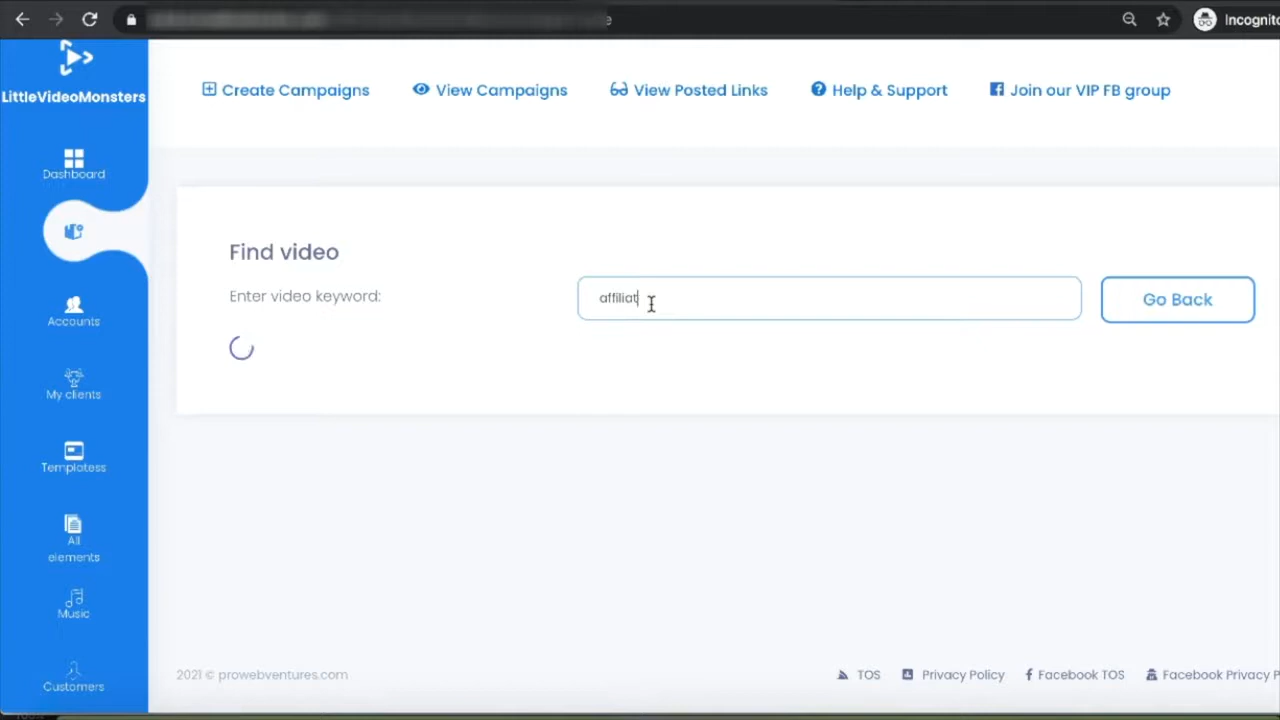 Incognito
LittleVideoMonsters
Create Campaigns
View Campaigns
View Posted Links
Help & Support
Join our VIP FB group
Dashboard
Accounts
My clients
Templatess
All
elements
Music
Customers
Find video
Enter video keyword:
affiliat
Go Back
2021 © prowebventures.com
TOS
Privacy Policy
Facebook TOS
Facebook Privacy P